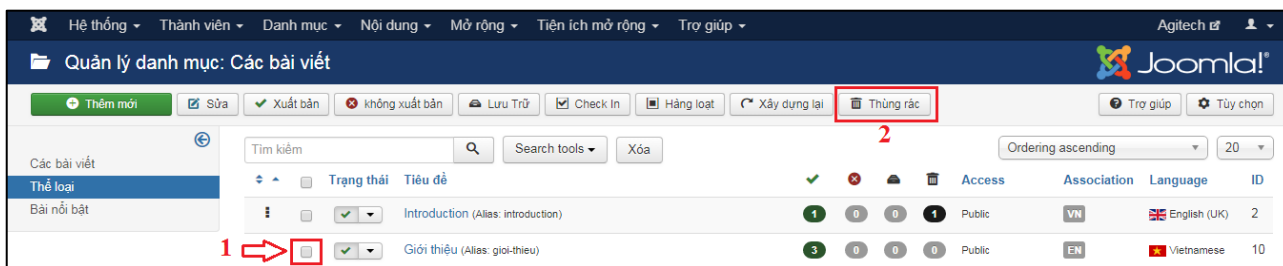 Hệ thống Thành viên Danh mục Nội dung Mở rộng Tiện ích mở rộng Trợ giúp Agitech
Quản lý danh mục: Các bài viết Joomla!®
Thêm mới Sửa Xuất bản không xuất bản Lưu Trữ Check In Hàng loạt Xây dựng lại Thùng rác Trợ giúp Tùy chọn
2
Tìm kiếm Search tools Xóa Ordering ascending 20
Các bài viết
Thể loại
Bài nổi bật
Trạng thái Tiêu đề Access Association Language ID
Introduction (Alias: introduction) 1 0 0 1 Public VN English (UK) 2
1 Giới thiệu (Alias: gioi-thieu) 3 0 0 0 Public EN Vietnamese 10